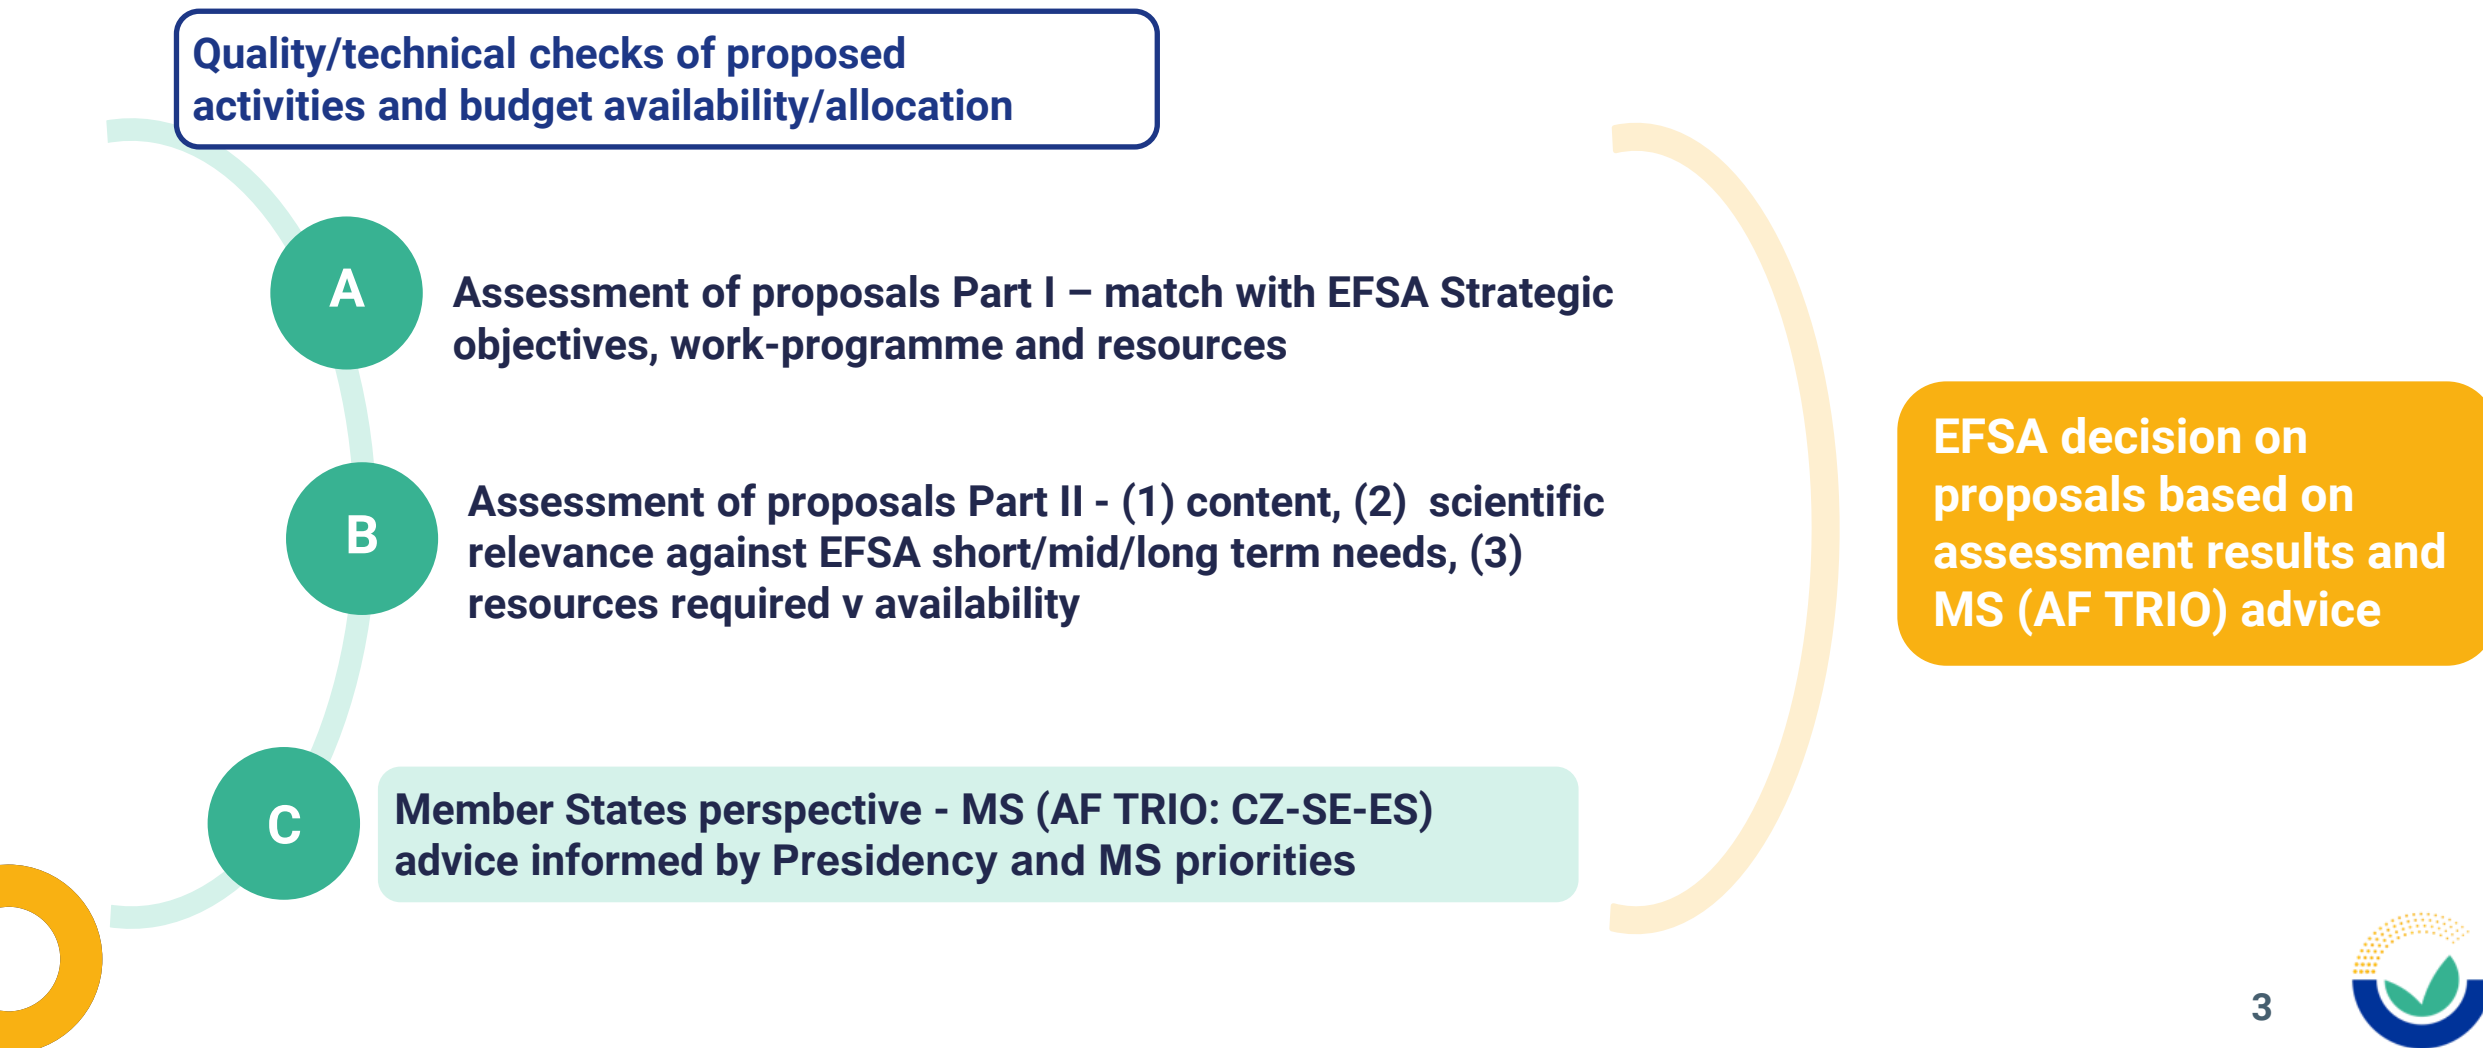 Quality/technical checks of proposed
activities and budget availability/allocation
A
Assessment of proposals Part I – match with EFSA Strategic
objectives, work-programme and resources
B
Assessment of proposals Part II - (1) content, (2) scientific
relevance against EFSA short/mid/long term needs, (3)
resources required v availability
C
Member States perspective - MS (AF TRIO: CZ-SE-ES)
advice informed by Presidency and MS priorities
EFSA decision on
proposals based on
assessment results and
MS (AF TRIO) advice
3